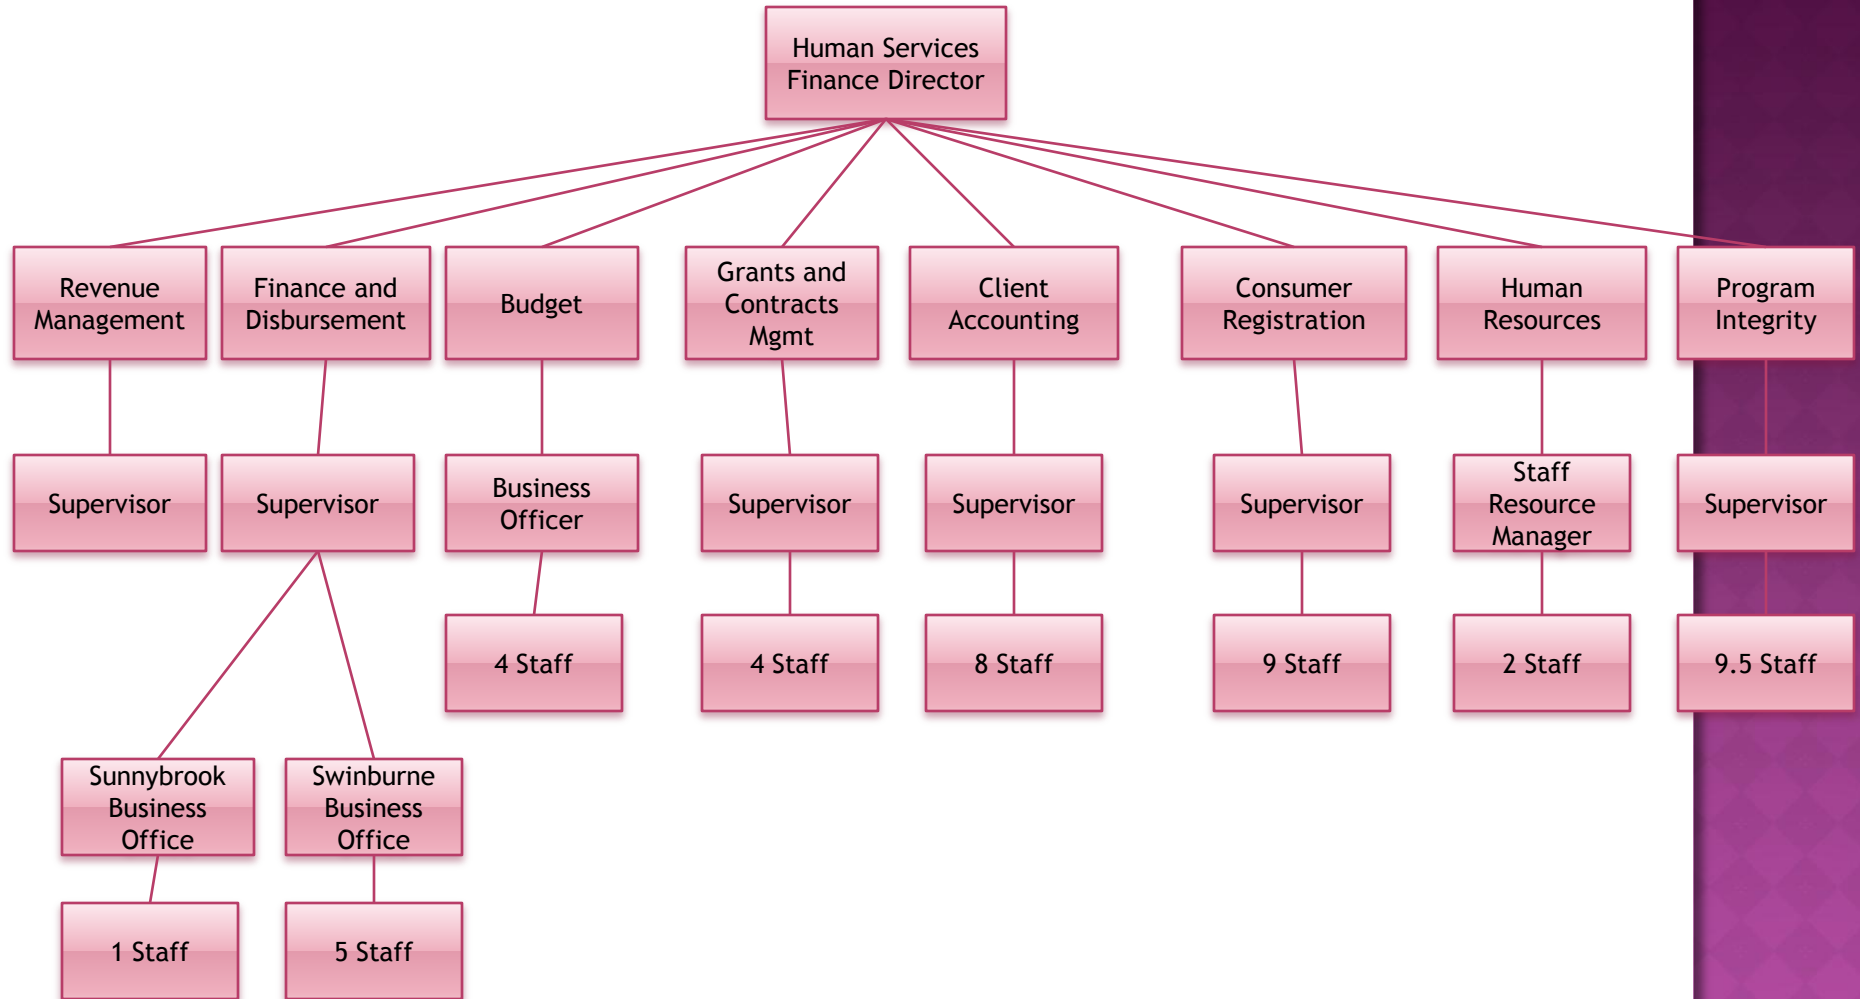 Human Services
Finance Director
Revenue
Management
Finance and
Disbursement
Budget
Grants and
Contracts
Mgmt
Client
Accounting
Consumer
Registration
Human
Resources
Program
Integrity
Supervisor
Supervisor
Business
Officer
Supervisor
Supervisor
Supervisor
Staff
Resource
Manager
Supervisor
4 Staff
4 Staff
8 Staff
9 Staff
2 Staff
9.5 Staff
Sunnybrook
Business
Office
Swinburne
Business
Office
1 Staff
5 Staff